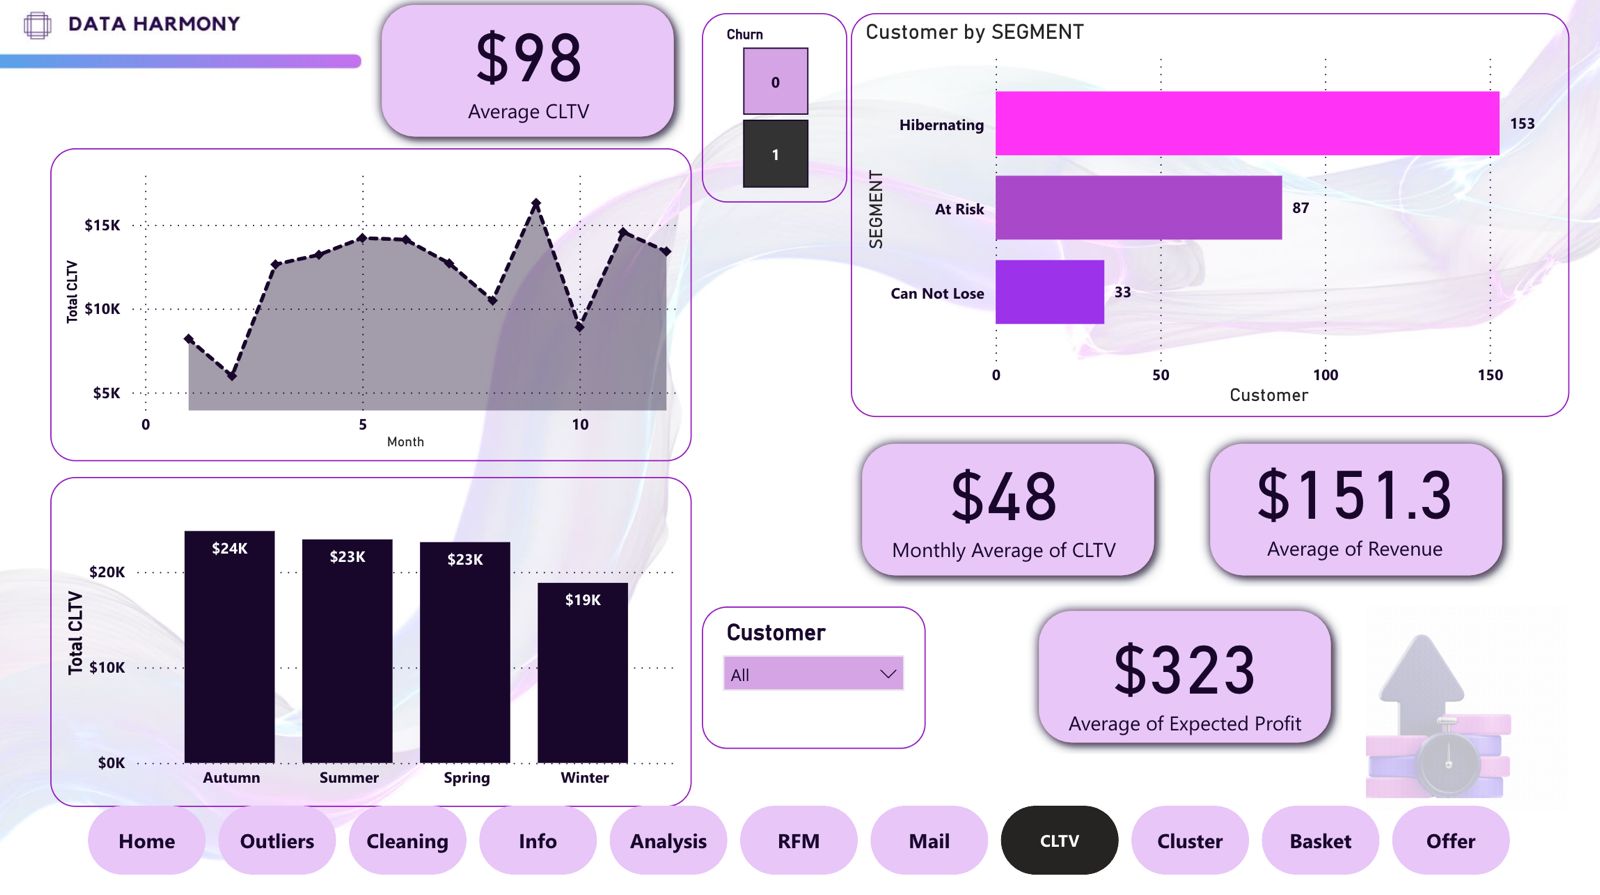 DATA HARMONY
$98
Average CLTV
Churn
0
1
Customer by SEGMENT
SEGMENT
Hibernating
153
At Risk
87
Can Not Lose
33
0
50
100
150
Customer
Total CLTV
$15K
$10K
$5K
0
5
10
Month
$48
Monthly Average of CLTV
$151.3
Average of Revenue
Total CLTV
$20K
$10K
$0K
$24K
$23K
$23K
$19K
Autumn
Summer
Spring
Winter
Customer
All
$323
Average of Expected Profit
Home
Outliers
Cleaning
Info
Analysis
RFM
Mail
CLTV
Cluster
Basket
Offer